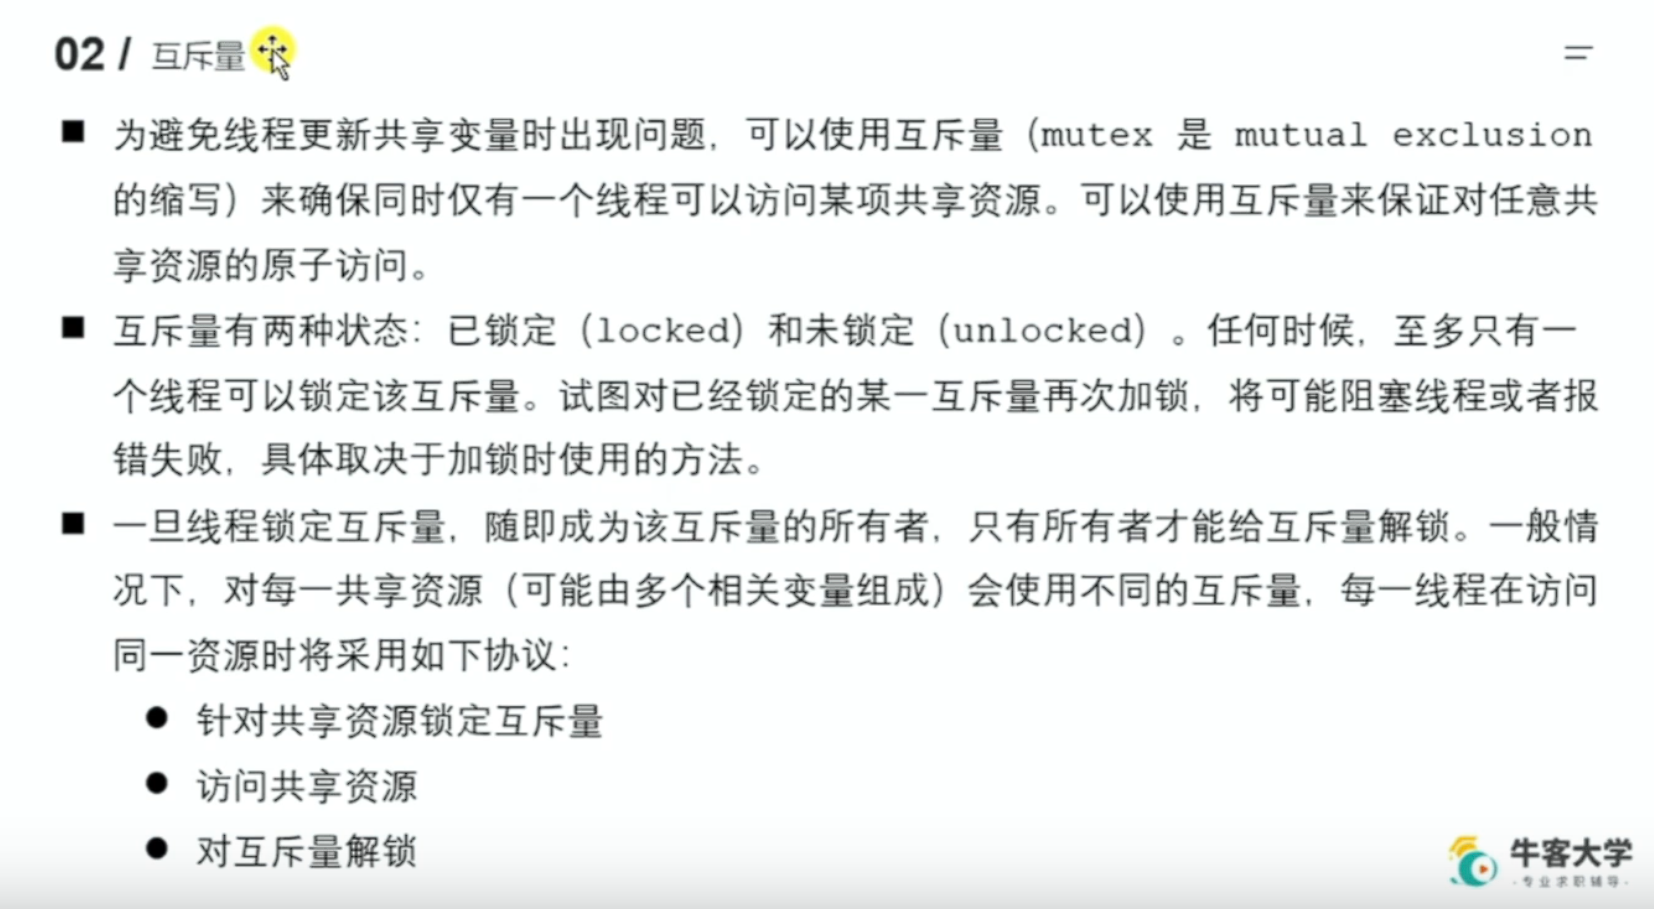 02 / 互斥量
■ 为避免线程更新共享变量时出现问题，可以使用互斥量（mutex 是 mutual exclusion
的缩写）来确保同时仅有一个线程可以访问某项共享资源。可以使用互斥量来保证对任意共
享资源的原子访问。
■ 互斥量有两种状态：已锁定（locked）和未锁定（unlocked）。任何时候，至多只有一
个线程可以锁定该互斥量。试图对已经锁定的某一互斥量再次加锁，将可能阻塞线程或者报
错失败，具体取决于加锁时使用的方法。
■ 一旦线程锁定互斥量，随即成为该互斥量的所有者，只有所有者才能给互斥量解锁。一般情
况下，对每一共享资源（可能由多个相关变量组成）会使用不同的互斥量，每一线程在访问
同一资源时将采用如下协议：
● 针对共享资源锁定互斥量
● 访问共享资源
● 对互斥量解锁
牛客大学
·专业求职辅导·